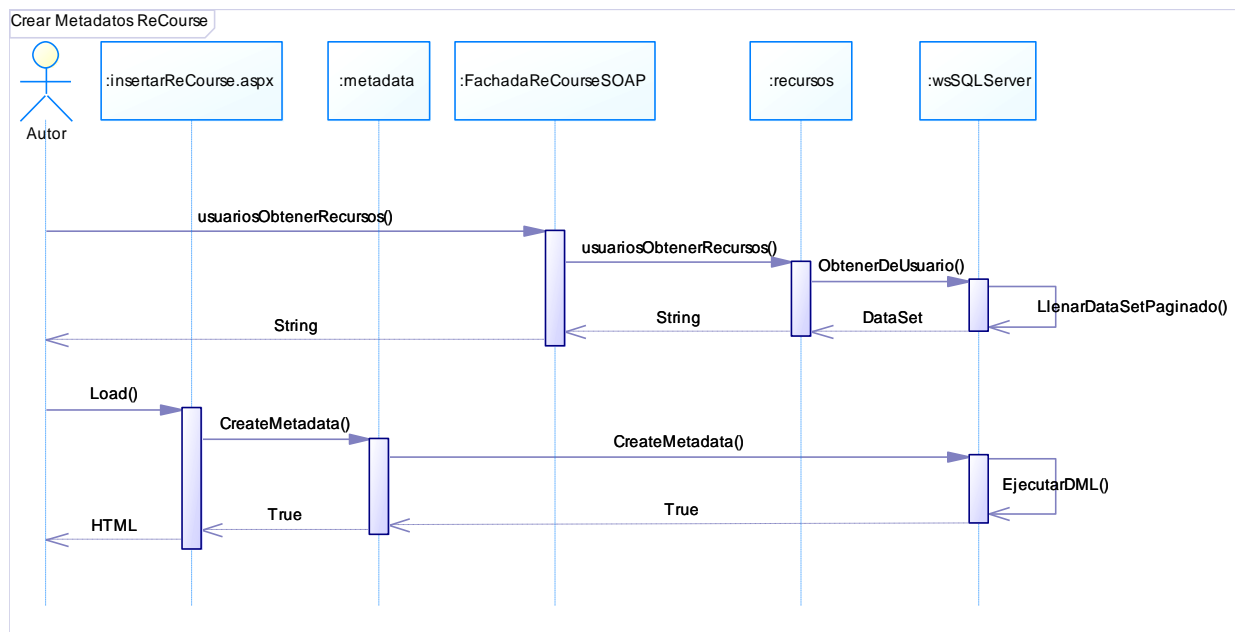 Crear Metadatos ReCourse
:insertarReCourse.aspx
:metadata
:FachadaReCourseSOAP
:recursos
:wsSQLServer
Autor
usuariosObtenerRecursos()
usuariosObtenerRecursos()
ObtenerDeUsuario()
LlenarDataSetPaginado()
DataSet
String
String
Load()
CreateMetadata()
CreateMetadata()
EjecutarDML()
True
True
HTML